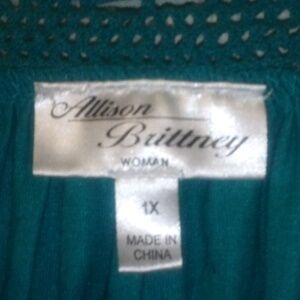 Allison
Brittney
WOMAN
1X
MADE IN
CHINA